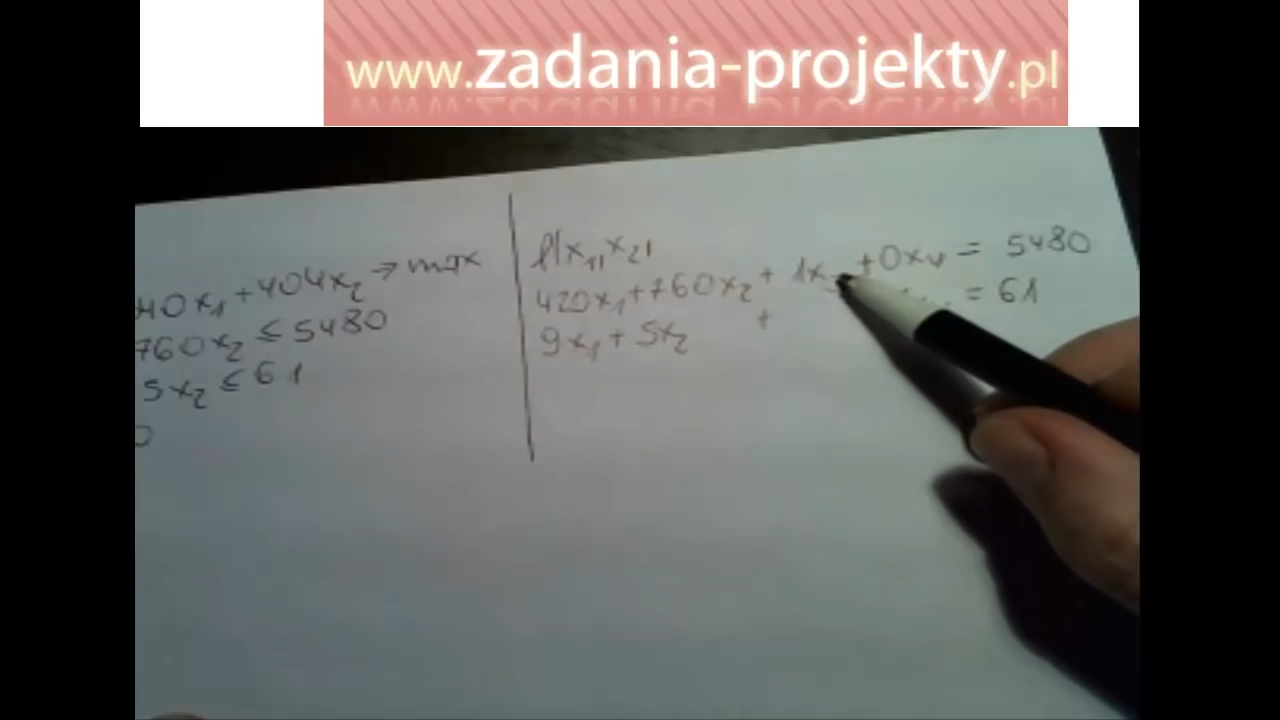 www.zadania-projekty.pl
40x₁+404x₂→max
760x₂≤5480
5x₂≤61
0
f(x₁,x₂)
420x₁+760x₂+1x +0x₄=5480
9x₁+5x₂ + =61